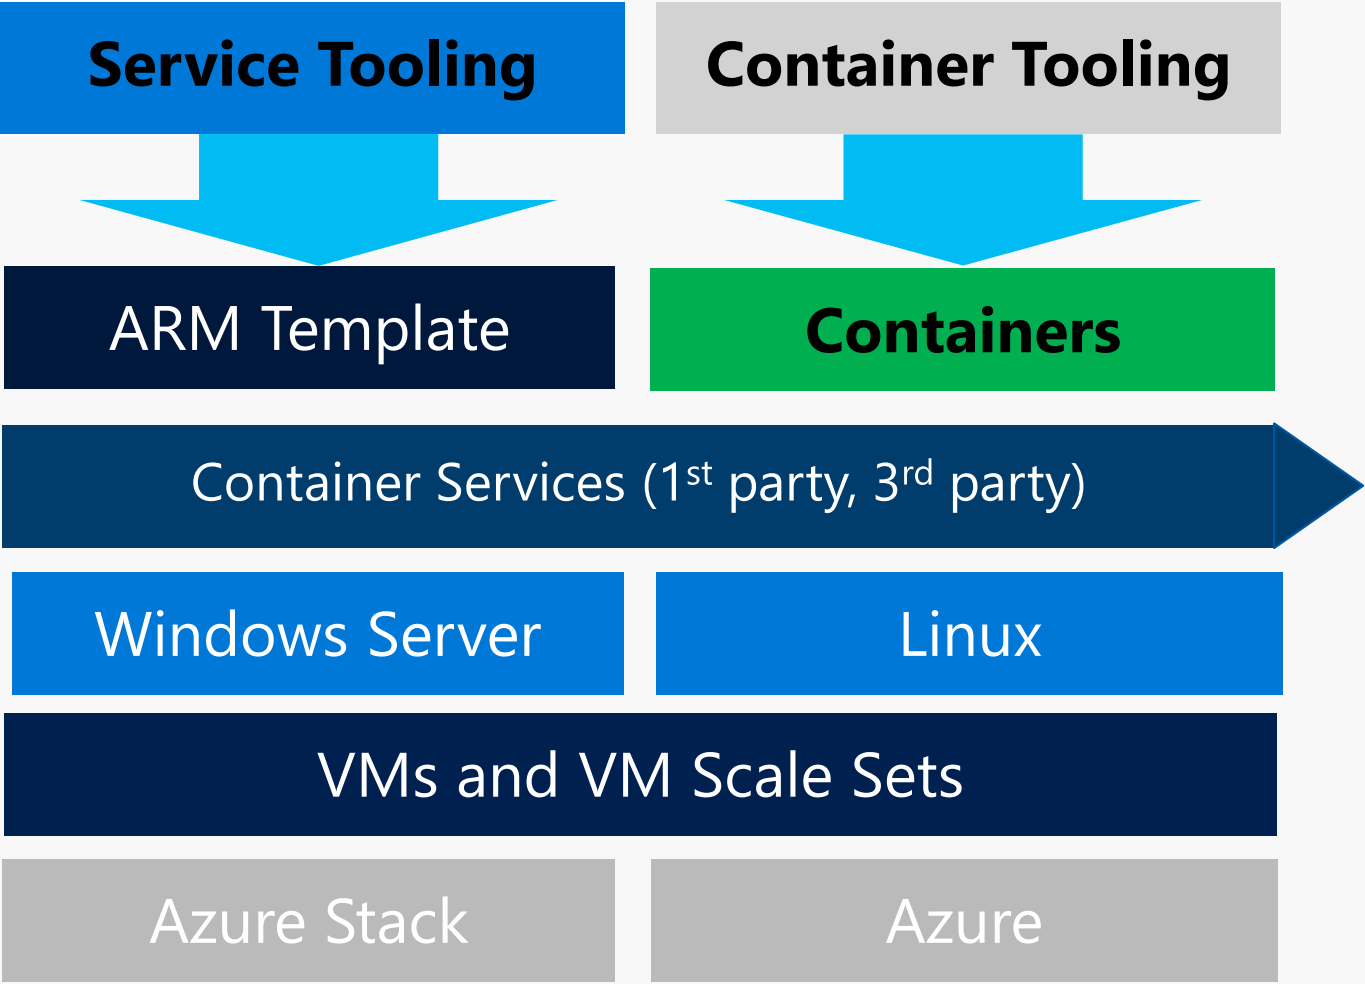 Service Tooling
Container Tooling
ARM Template
Containers
Container Services (1st party, 3rd party)
Windows Server
Linux
VMs and VM Scale Sets
Azure Stack
Azure